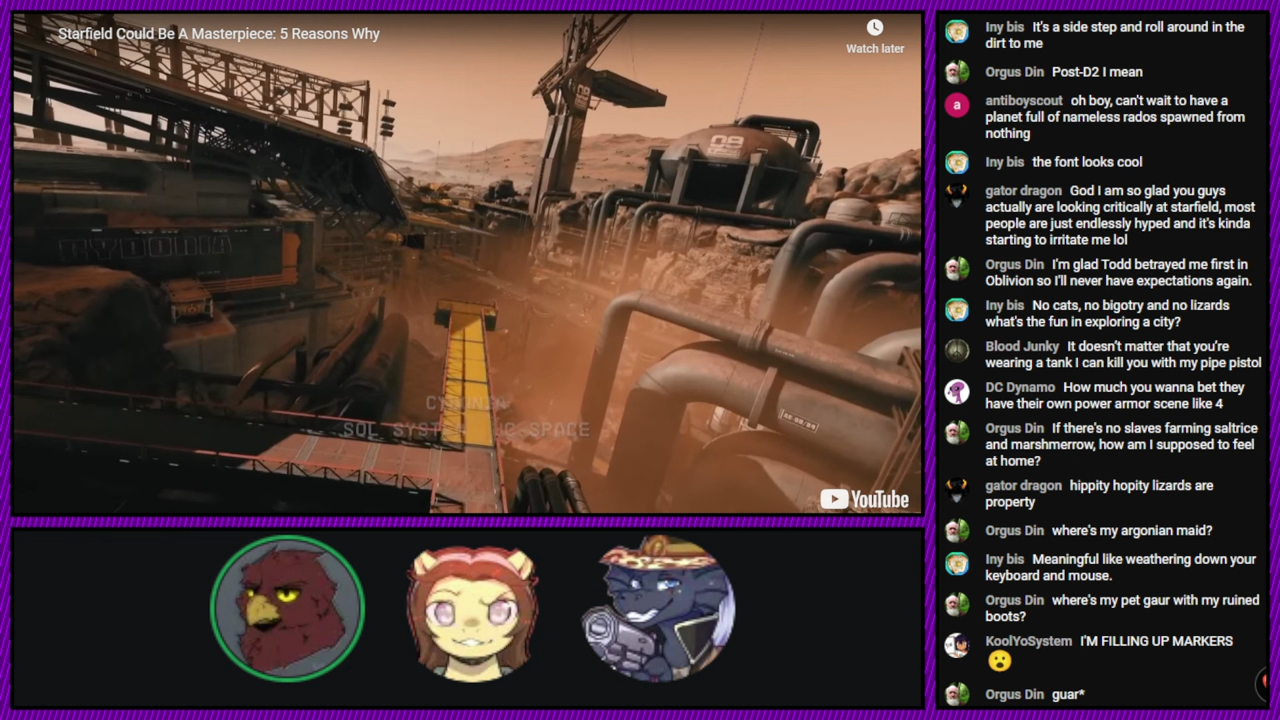 Starfield Could Be A Masterpiece: 5 Reasons Why
Watch later
08
CYDONIA
CYDONIA
SOL SYSTEM UC SPACE
YouTube
Iny bis It's a side step and roll around in the
dirt to me
Orgus Din Post-D2 I mean
a
antiboyscout oh boy, can't wait to have a
planet full of nameless rados spawned from
nothing
Iny bis the font looks cool
gator dragon God I am so glad you guys
actually are looking critically at starfield, most
people are just endlessly hyped and it's kinda
starting to irritate me lol
Orgus Din I'm glad Todd betrayed me first in
Oblivion so I'll never have expectations again.
Iny bis No cats, no bigotry and no lizards
what's the fun in exploring a city?
Blood Junky It doesn't matter that you're
wearing a tank I can kill you with my pipe pistol
DC Dynamo How much you wanna bet they
have their own power armor scene like 4
Orgus Din If there's no slaves farming saltrice
and marshmerrow, how am I supposed to feel
at home?
gator dragon hippity hopity lizards are
property
Orgus Din where's my argonian maid?
Iny bis Meaningful like weathering down your
keyboard and mouse.
Orgus Din where's my pet gaur with my ruined
boots?
KoolYoSystem I'M FILLING UP MARKERS
😮
Orgus Din guar*